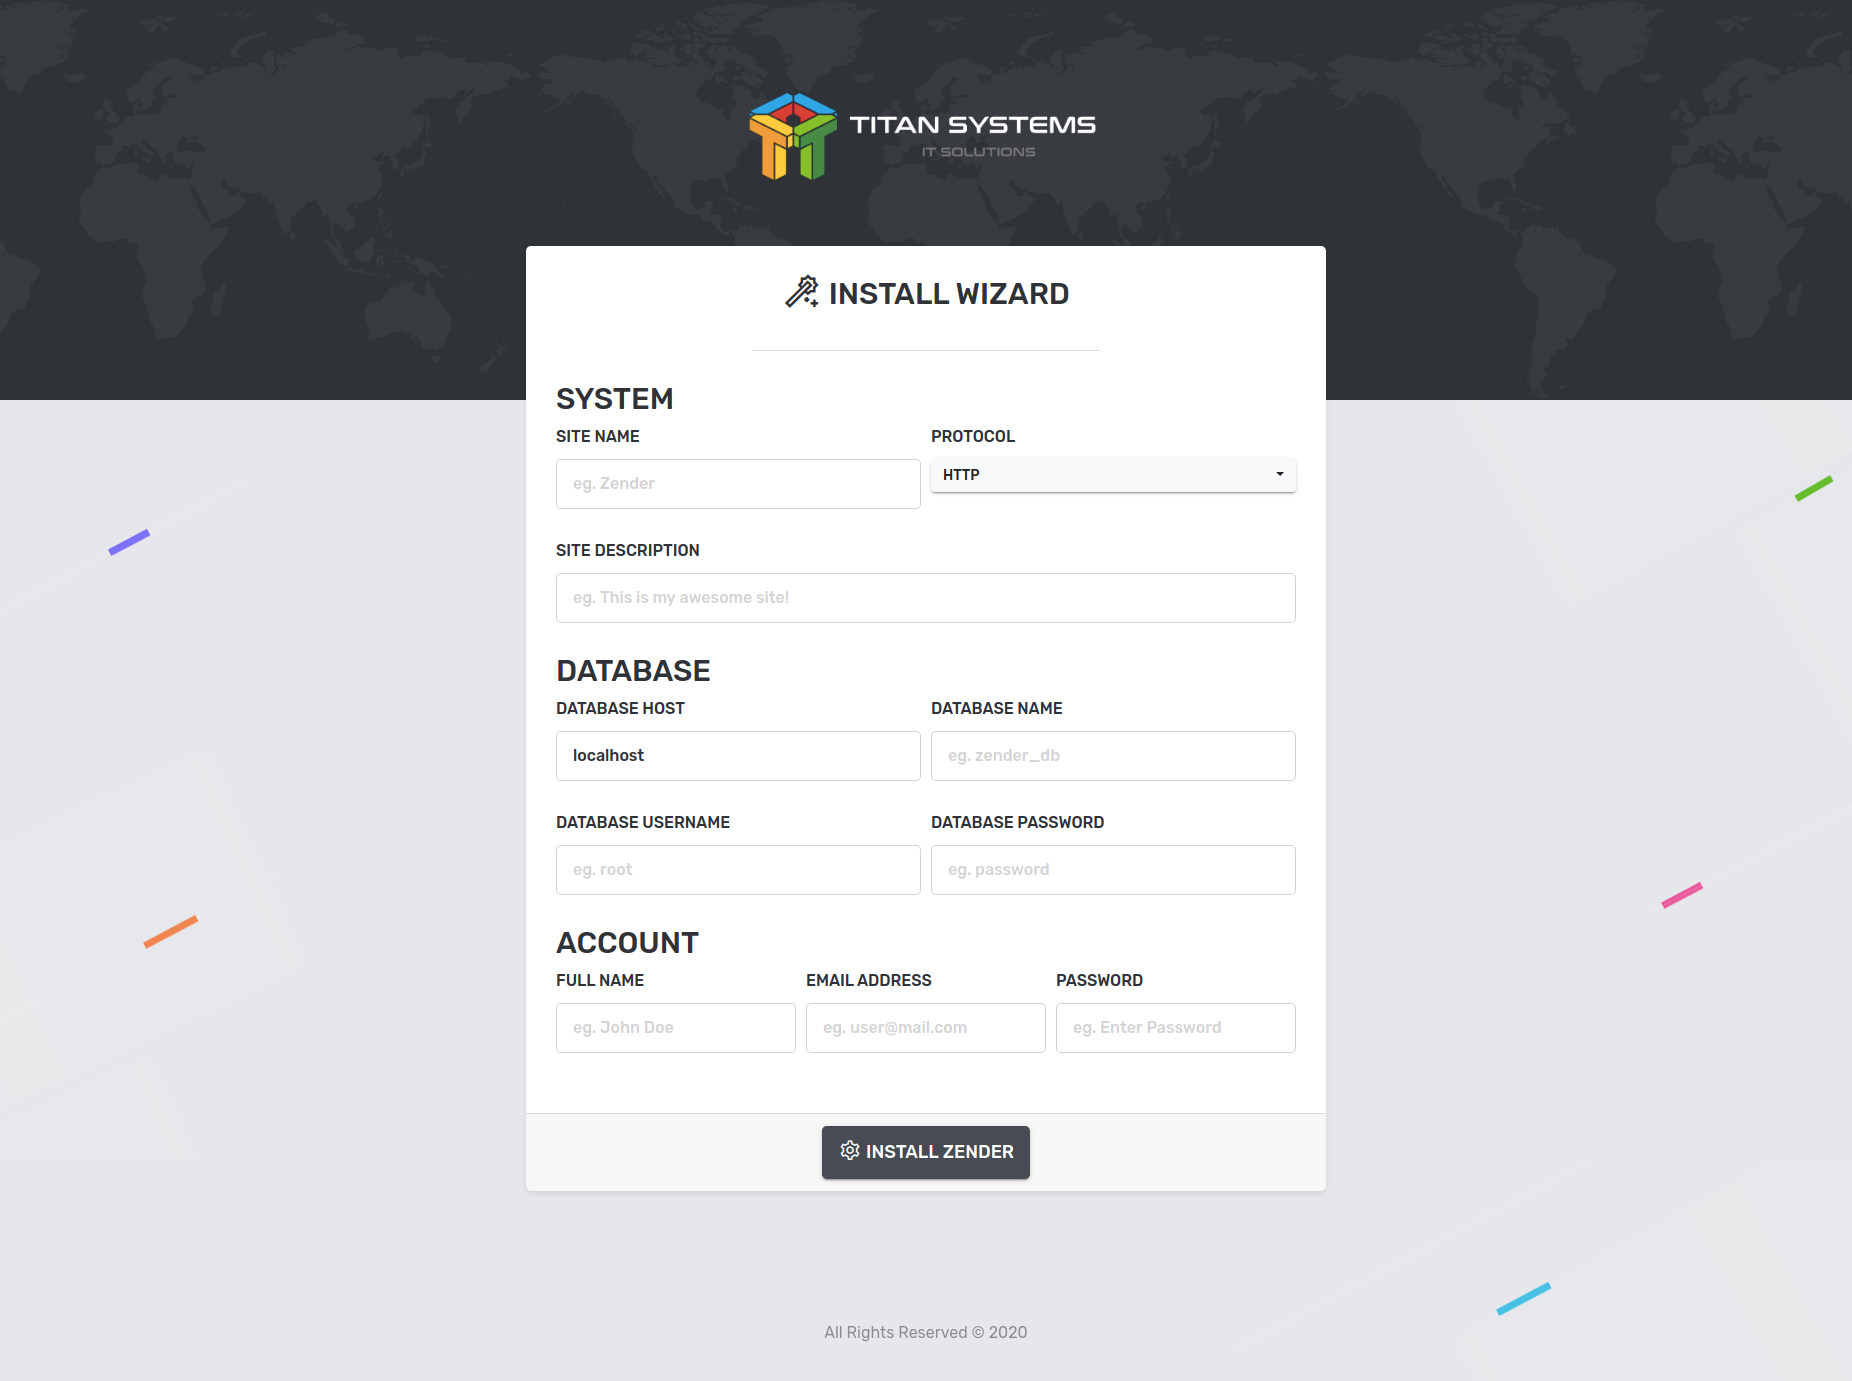 TITAN SYSTEMS
IT SOLUTIONS
INSTALL WIZARD
SYSTEM
SITE NAME
PROTOCOL
eg. Zender
HTTP
SITE DESCRIPTION
eg. This is my awesome site!
DATABASE
DATABASE HOST
DATABASE NAME
localhost
eg. zender_db
DATABASE USERNAME
DATABASE PASSWORD
eg. root
eg. password
ACCOUNT
FULL NAME
EMAIL ADDRESS
PASSWORD
eg. John Doe
eg. user@mail.com
eg. Enter Password
INSTALL ZENDER
All Rights Reserved © 2020